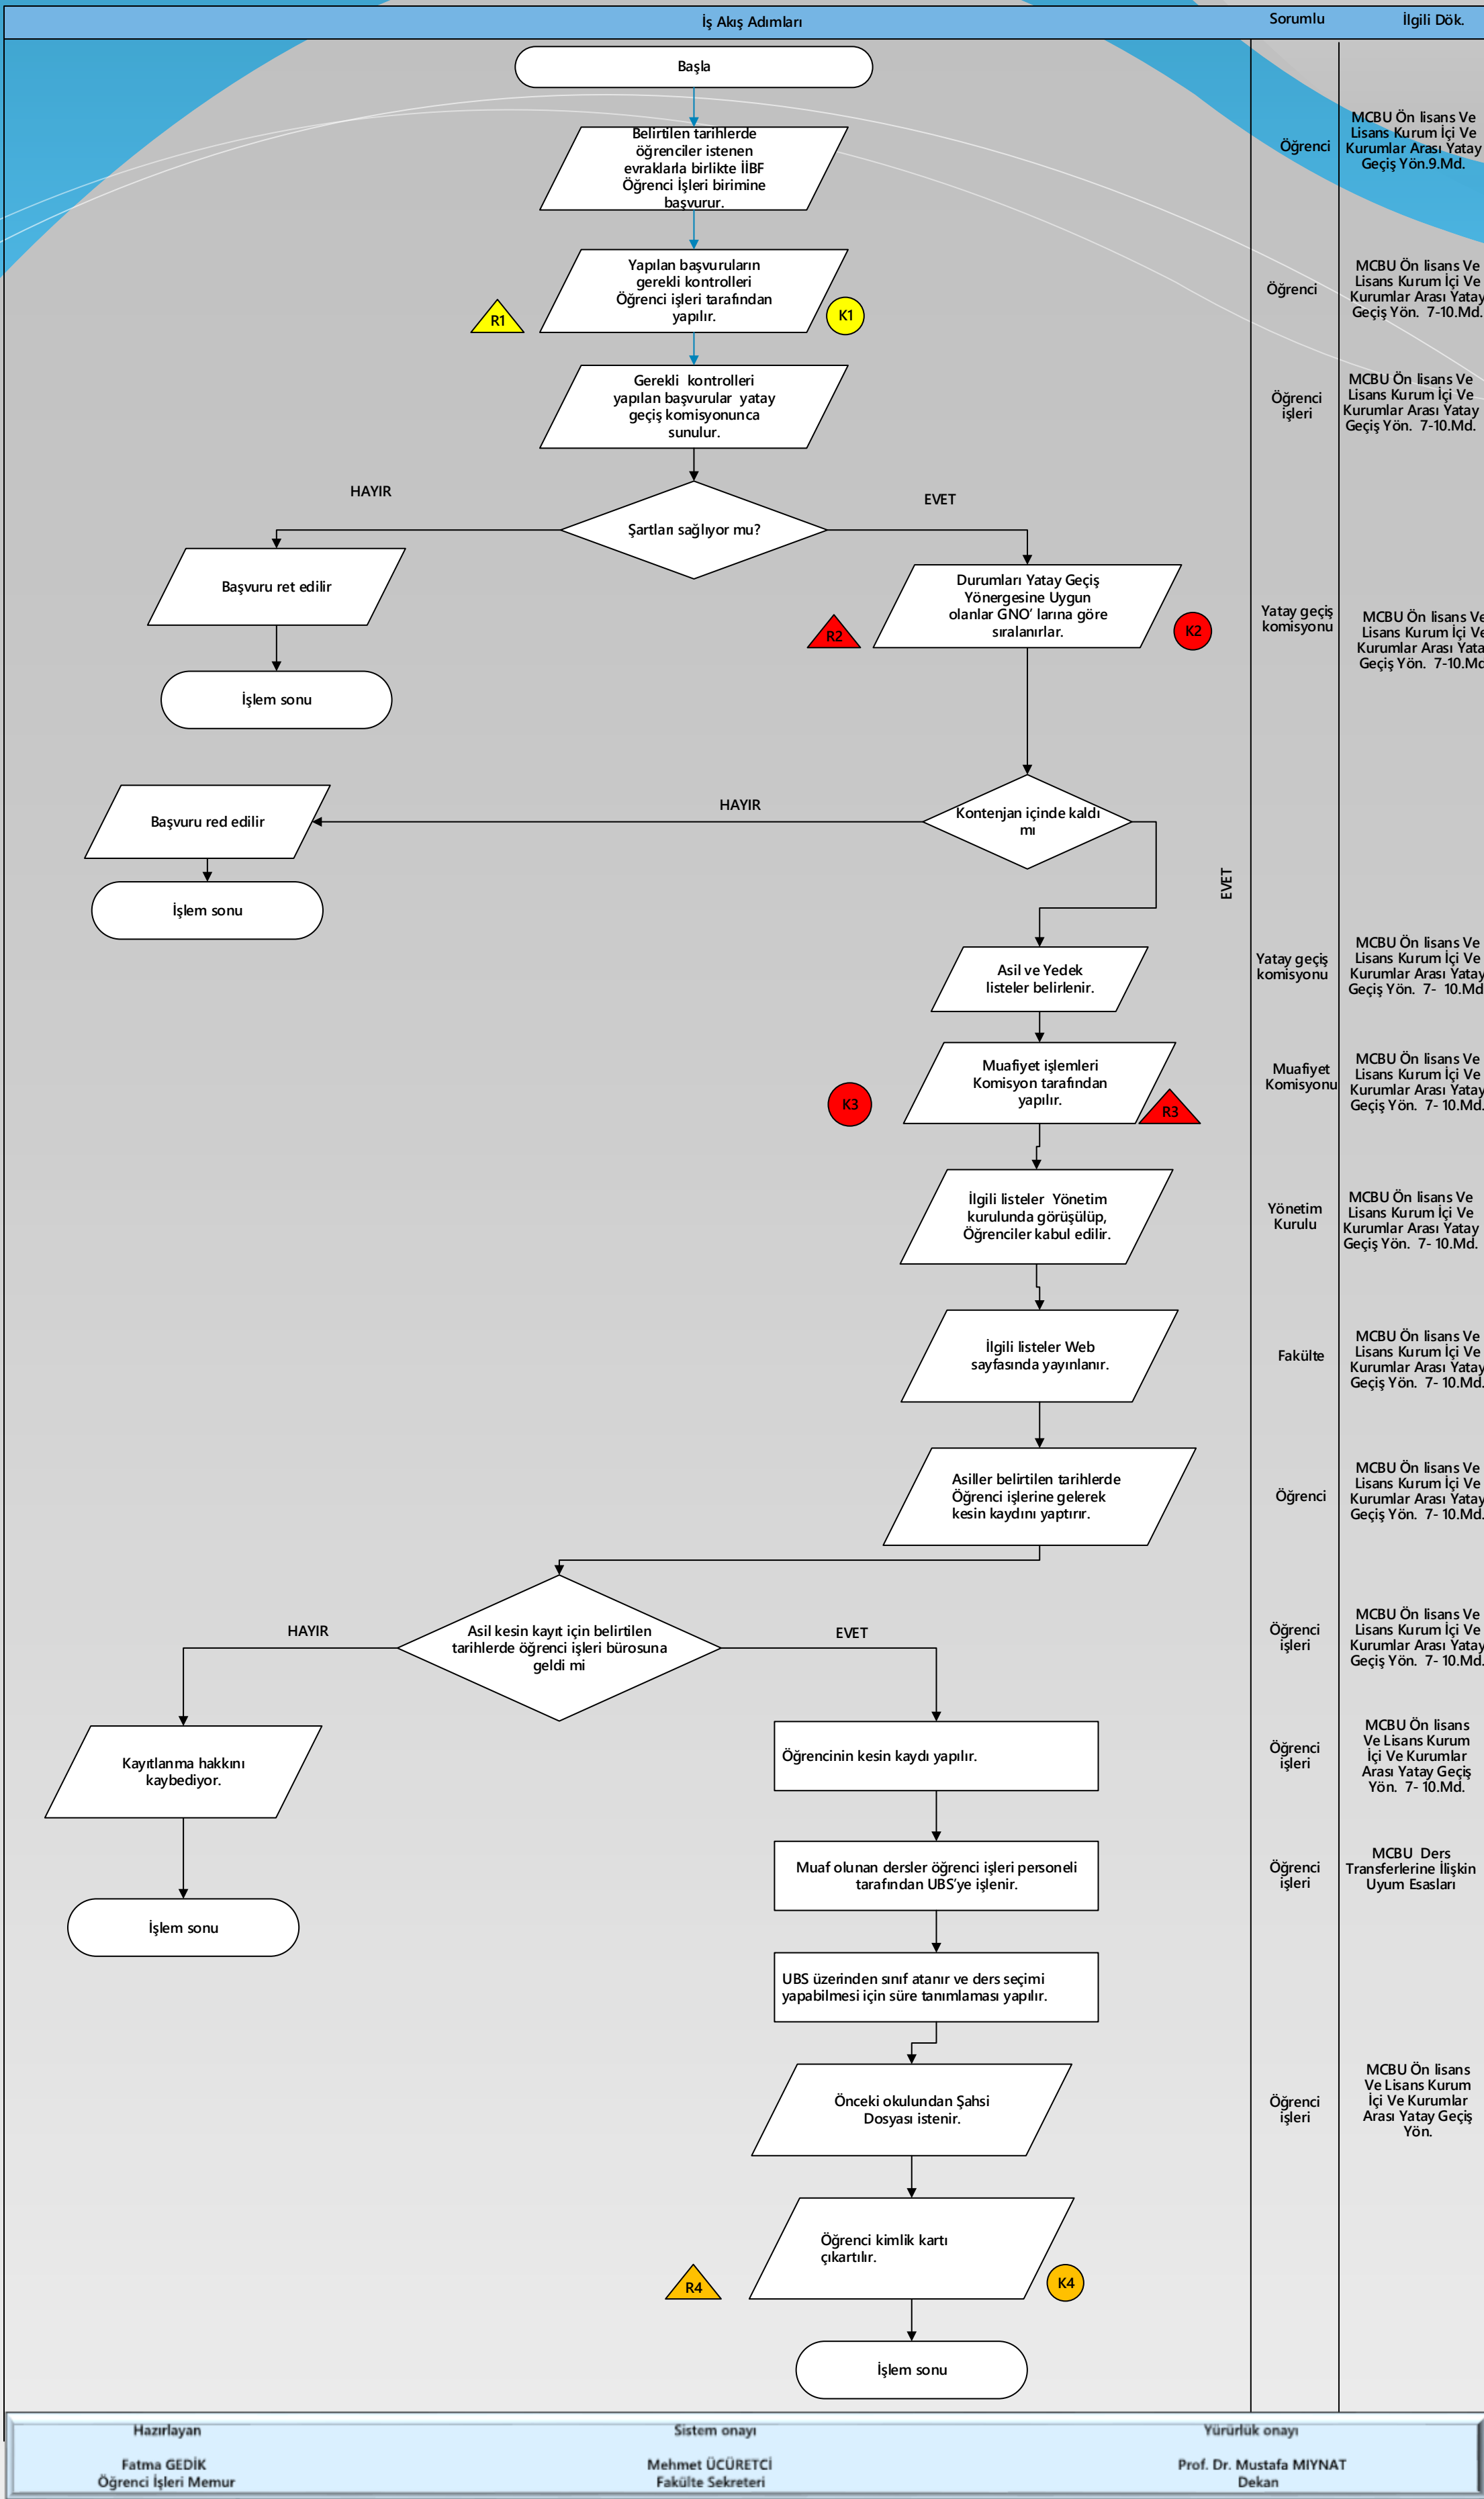 İş Akış Adımları
Sorumlu
İlgili Dök.
Başla
Belirtilen tarihlerde
öğrenciler istenen
evraklarla birlikte İİBF
Öğrenci İşleri birimine
başvurur.
Öğrenci
MCBU Ön lisans Ve
Lisans Kurum İçi Ve
Kurumlar Arası Yatay
Geçiş Yön.9.Md.
Yapılan başvuruların
gerekli kontrolleri
Öğrenci işleri tarafından
yapılır.
R1
K1
Öğrenci
MCBU Ön lisans Ve
Lisans Kurum İçi Ve
Kurumlar Arası Yatay
Geçiş Yön. 7-10.Md.
Gerekli kontrolleri
yapılan başvurular yatay
geçiş komisyonunca
sunulur.
Öğrenci
işleri
MCBU Ön lisans Ve
Lisans Kurum İçi Ve
Kurumlar Arası Yatay
Geçiş Yön. 7-10.Md.
HAYIR
EVET
Şartları sağlıyor mu?
Başvuru ret edilir
Durumları Yatay Geçiş
Yönergesine Uygun
olanlar GNO’ larına göre
sıralanırlar.
R2
K2
Yatay geçiş
komisyonu
MCBU Ön lisans Ve
Lisans Kurum İçi Ve
Kurumlar Arası Yata
Geçiş Yön. 7-10.Md
İşlem sonu
Kontenjan içinde kaldı
mı
HAYIR
Başvuru red edilir
EVET
İşlem sonu
Asil ve Yedek
listeler belirlenir.
Yatay geçiş
komisyonu
MCBU Ön lisans Ve
Lisans Kurum İçi Ve
Kurumlar Arası Yatay
Geçiş Yön. 7- 10.Md
Muafiyet işlemleri
Komisyon tarafından
yapılır.
K3
R3
Muafiyet
Komisyonu
MCBU Ön lisans Ve
Lisans Kurum İçi Ve
Kurumlar Arası Yatay
Geçiş Yön. 7- 10.Md.
İlgili listeler Yönetim
kurulunda görüşülüp,
Öğrenciler kabul edilir.
Yönetim
Kurulu
MCBU Ön lisans Ve
Lisans Kurum İçi Ve
Kurumlar Arası Yatay
Geçiş Yön. 7- 10.Md.
İlgili listeler Web
sayfasında yayınlanır.
Fakülte
MCBU Ön lisans Ve
Lisans Kurum İçi Ve
Kurumlar Arası Yatay
Geçiş Yön. 7- 10.Md.
Asiller belirtilen tarihlerde
Öğrenci işlerine gelerek
kesin kaydını yaptırır.
Öğrenci
MCBU Ön lisans Ve
Lisans Kurum İçi Ve
Kurumlar Arası Yatay
Geçiş Yön. 7- 10.Md.
HAYIR
EVET
Asil kesin kayıt için belirtilen
tarihlerde öğrenci işleri bürosuna
geldi mi
Öğrenci
işleri
MCBU Ön lisans Ve
Lisans Kurum İçi Ve
Kurumlar Arası Yatay
Geçiş Yön. 7- 10.Md.
Kayıtlanma hakkını
kaybediyor.
Öğrencinin kesin kaydı yapılır.
Öğrenci
işleri
MCBU Ön lisans
Ve Lisans Kurum
İçi Ve Kurumlar
Arası Yatay Geçiş
Yön. 7- 10.Md.
Muaf olunan dersler öğrenci işleri personeli
tarafından UBS’ye işlenir.
Öğrenci
işleri
MCBU Ders
Transferlerine İlişkin
Uyum Esasları
İşlem sonu
UBS üzerinden sınıf atanır ve ders seçimi
yapabilmesi için süre tanımlaması yapılır.
Önceki okulundan Şahsi
Dosyası istenir.
Öğrenci
işleri
MCBU Ön lisans
Ve Lisans Kurum
İçi Ve Kurumlar
Arası Yatay Geçiş
Yön.
Öğrenci kimlik kartı
çıkartılır.
R4
K4
İşlem sonu
Hazırlayan
Sistem onayı
Yürürlük onayı
Fatma GEDİK
Mehmet ÜCÜRETCİ
Prof. Dr. Mustafa MIYNAT
Öğrenci İşleri Memur
Fakülte Sekreteri
Dekan